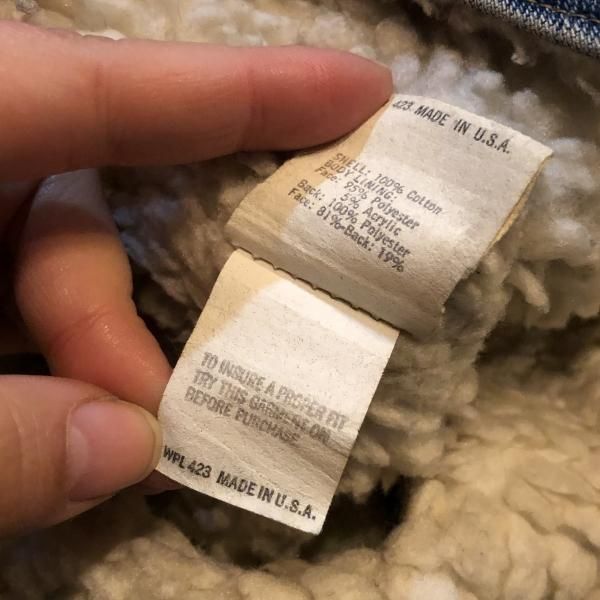 423 MADE IN U.S.A.
SHELL: 100% Cotton
BODY LINING:
Face: 95% Polyester
5% Acrylic
Back: 100% Polyester
Face: 81%-Back: 19%
TO INSURE A PROPER FIT
TRY THIS GARMENT ON
BEFORE PURCHASE
WPL 423 MADE IN U.S.A.